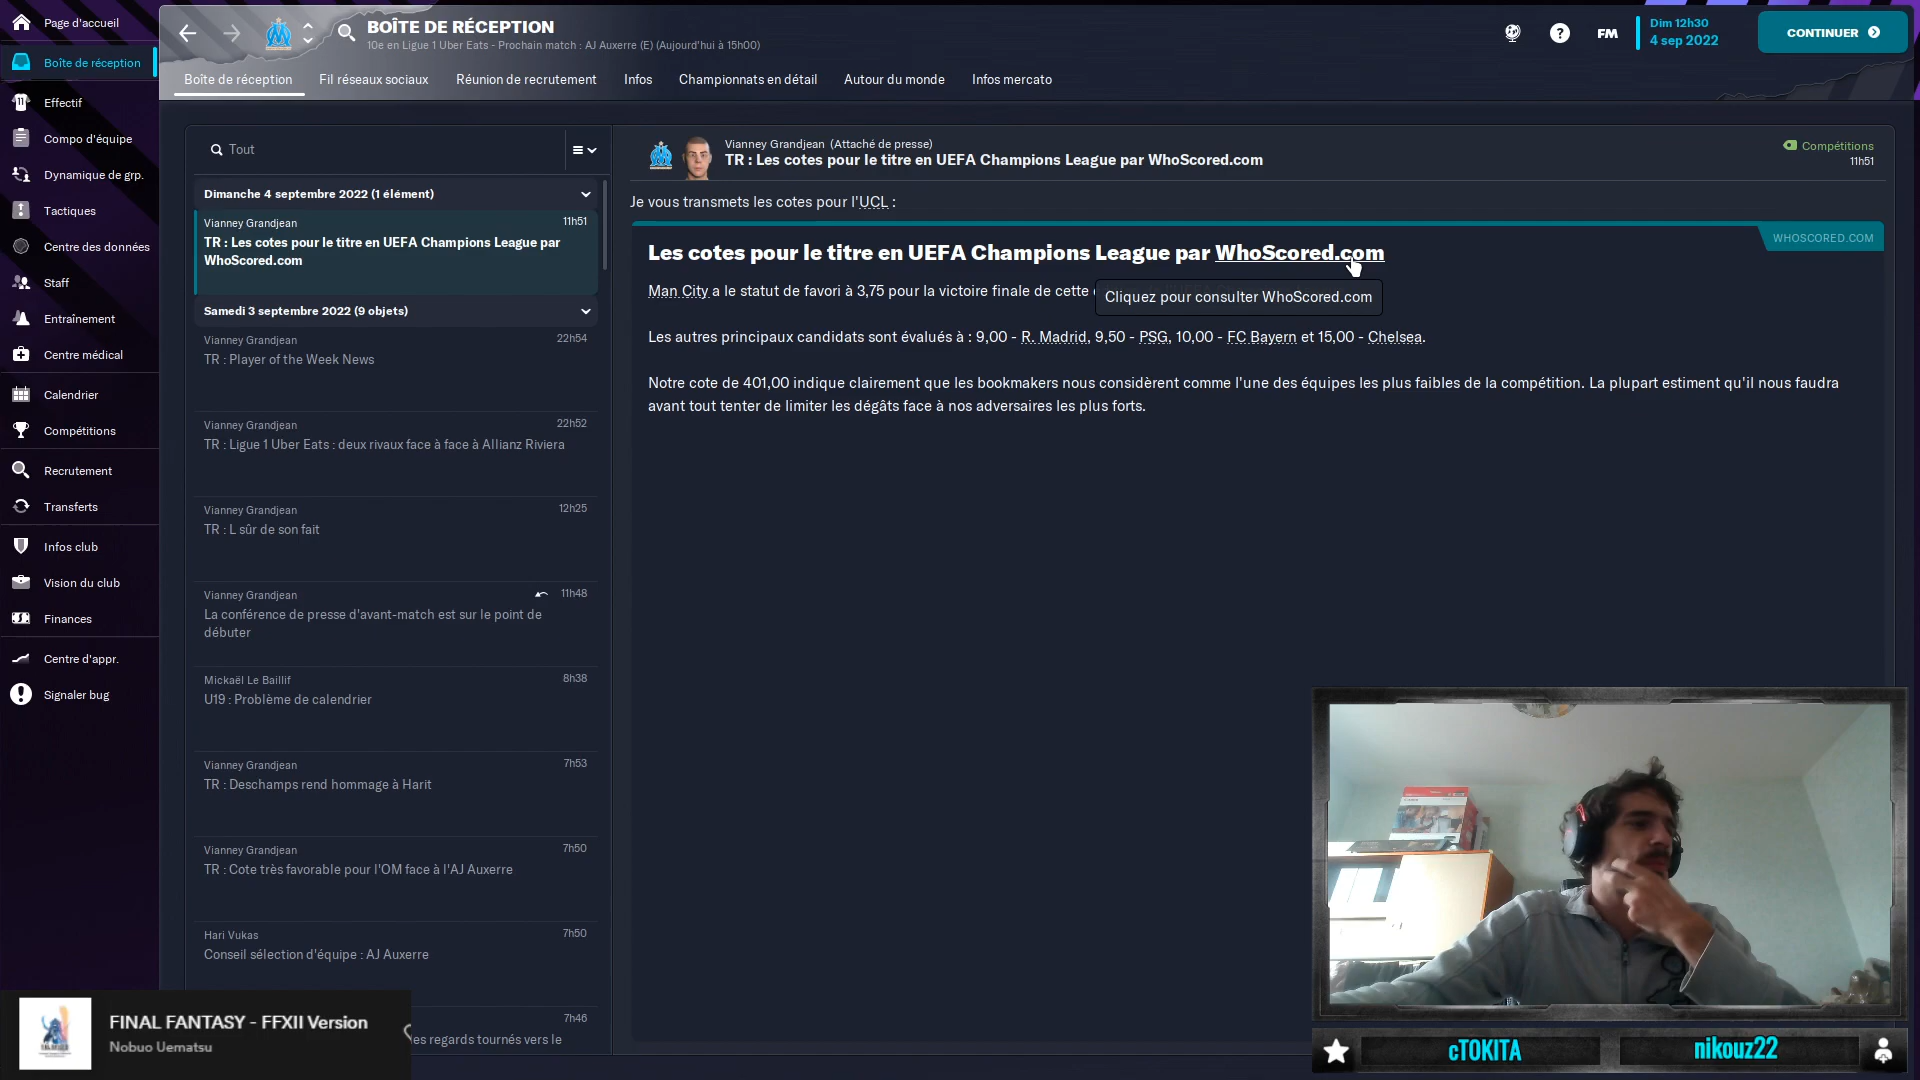 Page d'accueil
Boîte de réception
Effectif
Compo d'équipe
Dynamique de grp.
Tactiques
Centre des données
Staff
Entraînement
Centre médical
Calendrier
Compétitions
Recrutement
Transferts
Infos club
Vision du club
Finances
Centre d'appr.
Signaler bug
BOÎTE DE RÉCEPTION
10e en Ligue 1 Uber Eats - Prochain match : AJ Auxerre (E) (Aujourd'hui à 15h00)
FM
Dim 12h30
4 sep 2022
CONTINUER
Boîte de réception
Fil réseaux sociaux
Réunion de recrutement
Infos
Championnats en détail
Autour du monde
Infos mercato
Tout
Dimanche 4 septembre 2022 (1 élément)
Vianney Grandjean 11h51
TR : Les cotes pour le titre en UEFA Champions League par
WhoScored.com
Samedi 3 septembre 2022 (9 objets)
Vianney Grandjean 22h54
TR : Player of the Week News
Vianney Grandjean 22h52
TR : Ligue 1 Uber Eats : deux rivaux face à face à Allianz Riviera
Vianney Grandjean 12h25
TR : L sûr de son fait
Vianney Grandjean 11h48
La conférence de presse d'avant-match est sur le point de
débuter
Mickaël Le Baillif 8h38
U19 : Problème de calendrier
Vianney Grandjean 7h53
TR : Deschamps rend hommage à Harit
Vianney Grandjean 7h50
TR : Cote très favorable pour l'OM face à l'AJ Auxerre
Hari Vukas 7h50
Conseil sélection d'équipe : AJ Auxerre
7h46
les regards tournés vers le
Vianney Grandjean (Attaché de presse)
TR : Les cotes pour le titre en UEFA Champions League par WhoScored.com
Compétitions
11h51
Je vous transmets les cotes pour l'UCL :
WHOSCORED.COM
Les cotes pour le titre en UEFA Champions League par WhoScored.com
Man City a le statut de favori à 3,75 pour la victoire finale de cette
Cliquez pour consulter WhoScored.com
Les autres principaux candidats sont évalués à : 9,00 - R. Madrid, 9,50 - PSG, 10,00 - FC Bayern et 15,00 - Chelsea.
Notre cote de 401,00 indique clairement que les bookmakers nous considèrent comme l'une des équipes les plus faibles de la compétition. La plupart estiment qu'il nous faudra
avant tout tenter de limiter les dégâts face à nos adversaires les plus forts.
FINAL FANTASY - FFXII Version
Nobuo Uematsu
cTOKITA
nikouz22